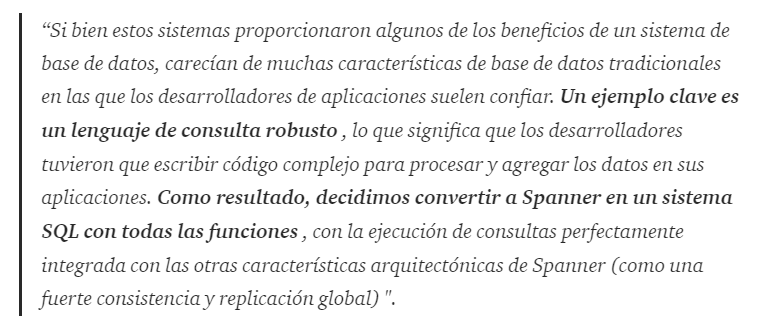 “Si bien estos sistemas proporcionaron algunos de los beneficios de un sistema de
base de datos, carecían de muchas características de base de datos tradicionales
en las que los desarrolladores de aplicaciones suelen confiar. Un ejemplo clave es
un lenguaje de consulta robusto , lo que significa que los desarrolladores
tuvieron que escribir código complejo para procesar y agregar los datos en sus
aplicaciones. Como resultado, decidimos convertir a Spanner en un sistema
SQL con todas las funciones , con la ejecución de consultas perfectamente
integrada con las otras características arquitectónicas de Spanner (como una
fuerte consistencia y replicación global) ".